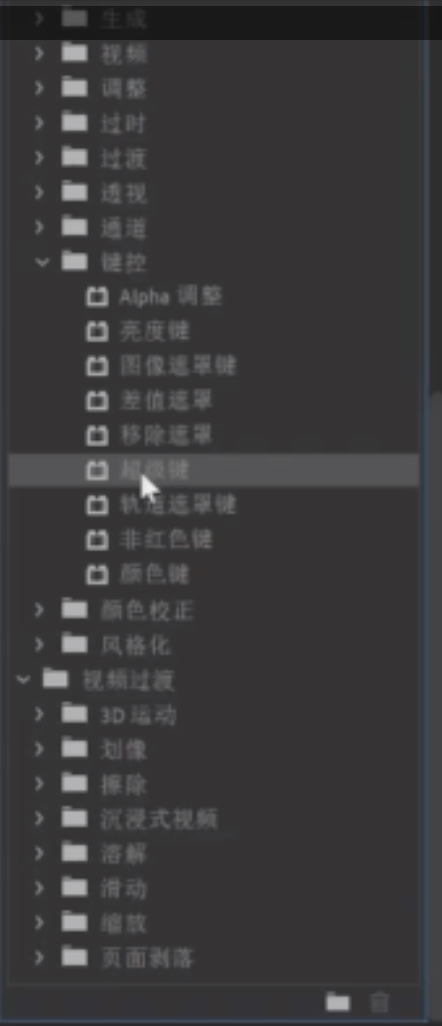 生成
视频
调整
过时
过渡
透视
通道
键控
Alpha 调整
亮度键
图像遮罩键
差值遮罩
移除遮罩
超级键
轨道遮罩键
非红色键
颜色键
颜色校正
风格化
视频过渡
3D 运动
划像
擦除
沉浸式视频
溶解
滑动
缩放
页面剥落